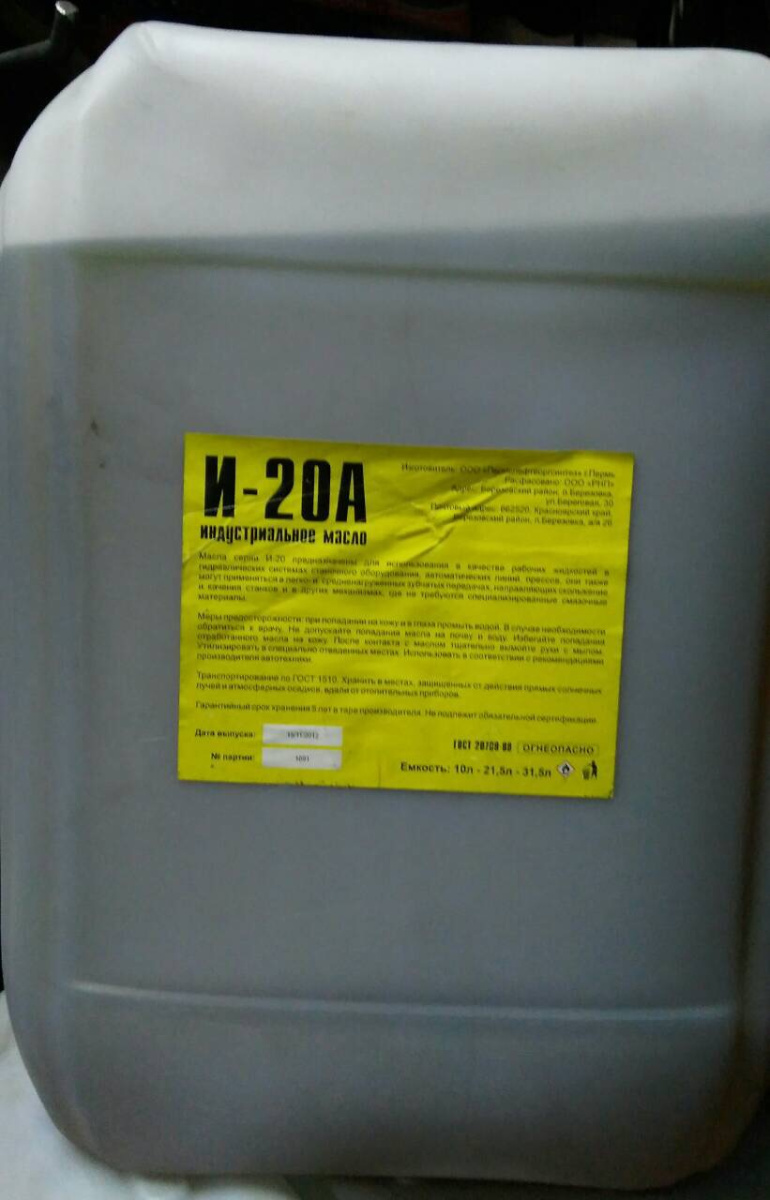 И-20А
индустриальное масло
Изготовитель: ООО «Пермнефтеоргсинтез» г.Пермь
Расфасовано: ООО «РНП»
Адрес: Березовский район, п.Березовка,
ул.Береговая, 30
Почтовый адрес: 662520, Красноярский край,
Березовский район, п.Березовка, а/я 26
Масла серии И-20 предназначены для использования в качестве рабочих жидкостей в
гидравлических системах станочного оборудования, автоматических линий, прессов, они также
могут применяться в легко- и средненагруженных зубчатых передачах, направляющих скольжения
и качения станков и в других механизмах, где не требуются специализированные смазочные
материалы.
Меры предосторожности: при попадании на кожу и в глаза промыть водой. В случае необходимости
обратиться к врачу. Не допускайте попадания масла на почву и воду. Избегайте попадания
отработанного масла на кожу. После контакта с маслом тщательно вымойте руки с мылом.
Утилизировать в специально отведенных местах. Использовать в соответствии с рекомендациями
производителя автотехники.
Транспортирование по ГОСТ 1510. Хранить в местах, защищенных от действия прямых солнечных
лучей и атмосферных осадков, вдали от отопительных приборов.
Гарантийный срок хранения 5 лет в таре производителя. Не подлежит обязательной сертификации.
Дата выпуска:
№ партии: 1091
ГОСТ 20799-88 ОГНЕОПАСНО
Емкость: 10л - 21,5л - 31,5л